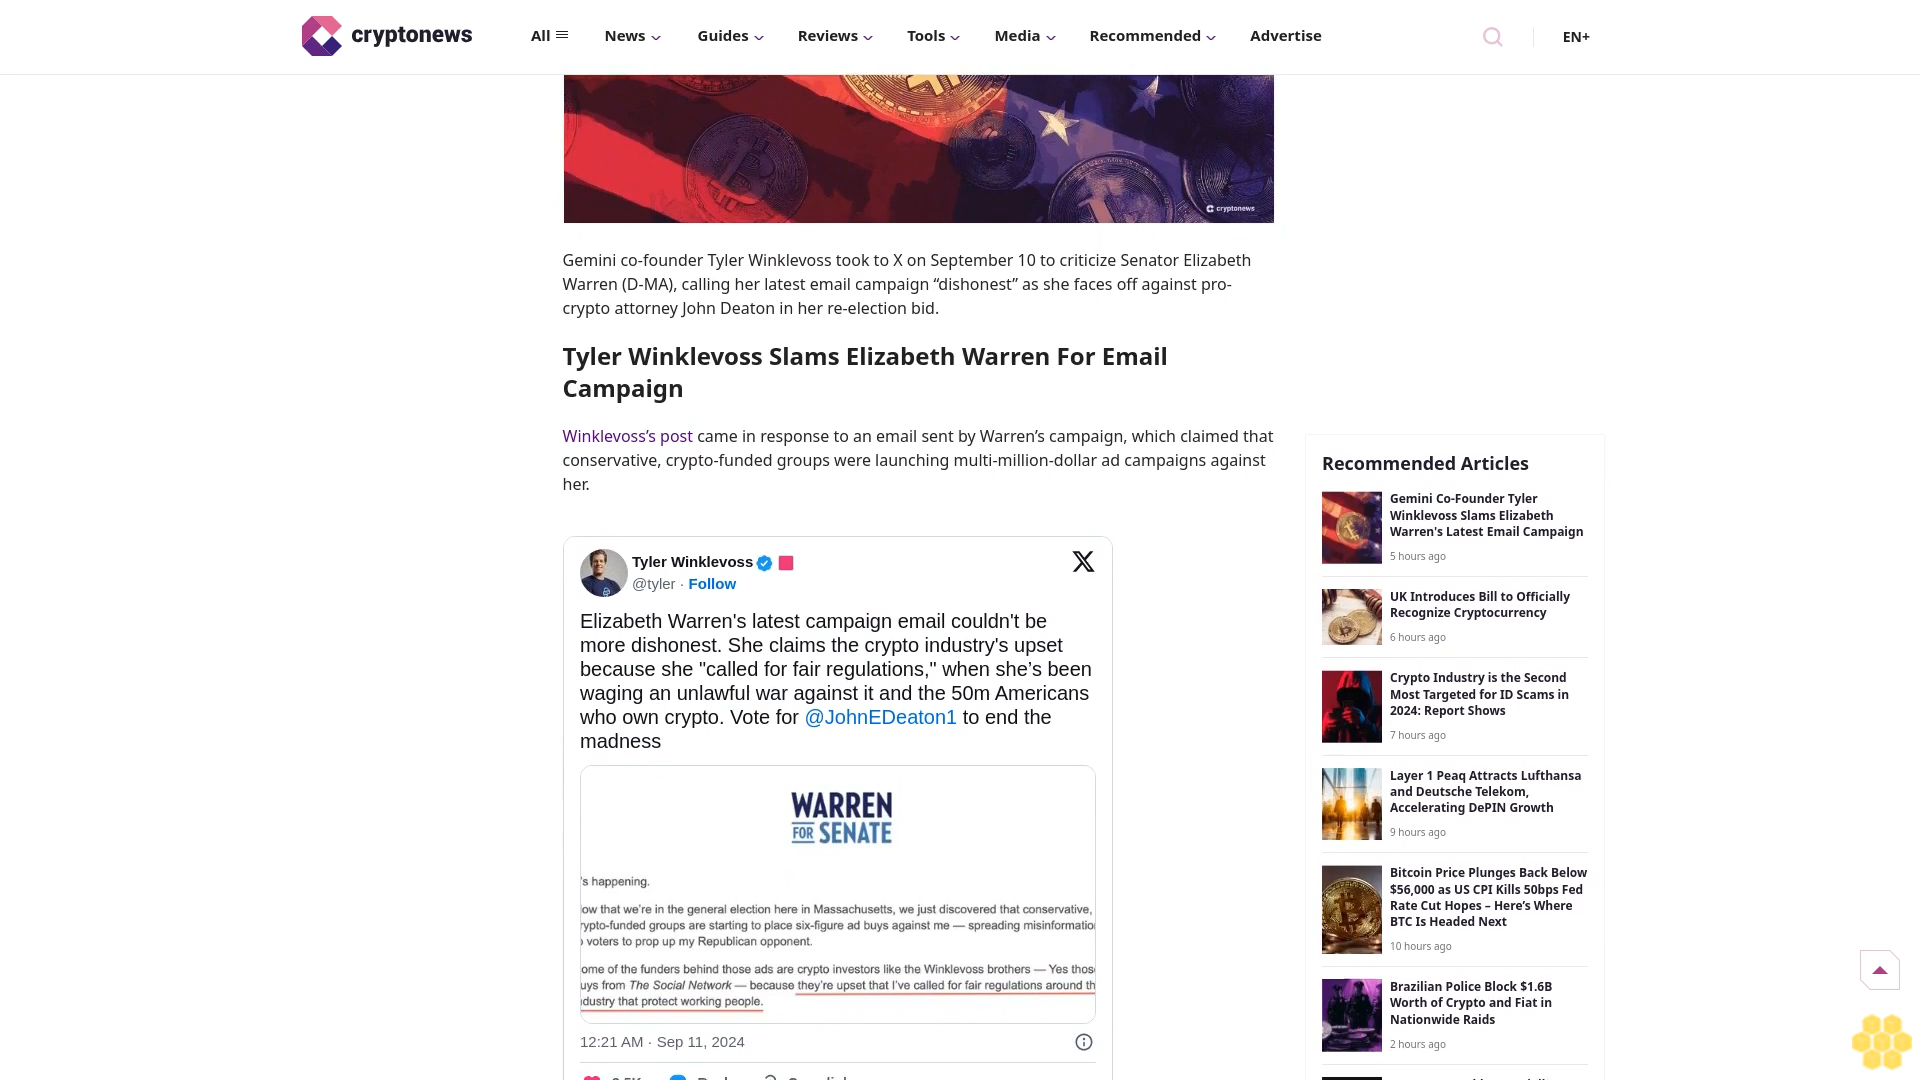 cryptonews
All
News
Guides
Reviews
Tools
Media
Recommended
Advertise
EN+
cryptonews
Gemini co-founder Tyler Winklevoss took to X on September 10 to criticize Senator Elizabeth
Warren (D-MA), calling her latest email campaign “dishonest” as she faces off against pro-
crypto attorney John Deaton in her re-election bid.
Tyler Winklevoss Slams Elizabeth Warren For Email
Campaign
Winklevoss’s post came in response to an email sent by Warren’s campaign, which claimed that
conservative, crypto-funded groups were launching multi-million-dollar ad campaigns against
her.
Tyler Winklevoss
@tyler · Follow
Elizabeth Warren's latest campaign email couldn't be
more dishonest. She claims the crypto industry's upset
because she "called for fair regulations," when she’s been
waging an unlawful war against it and the 50m Americans
who own crypto. Vote for @JohnEDeaton1 to end the
madness
WARREN
FOR SENATE
's happening.
ow that we’re in the general election here in Massachusetts, we just discovered that conservative,
rypto-funded groups are starting to place six-figure ad buys against me — spreading misinformation
voters to prop up my Republican opponent.
ome of the funders behind those ads are crypto investors like the Winklevoss brothers — Yes thos
uys from The Social Network — because they’re upset that I’ve called for fair regulations around th
dustry that protect working people.
12:21 AM · Sep 11, 2024
Recommended Articles
Gemini Co-Founder Tyler
Winklevoss Slams Elizabeth
Warren's Latest Email Campaign
5 hours ago
UK Introduces Bill to Officially
Recognize Cryptocurrency
6 hours ago
Crypto Industry is the Second
Most Targeted for ID Scams in
2024: Report Shows
7 hours ago
Layer 1 Peaq Attracts Lufthansa
and Deutsche Telekom,
Accelerating DePIN Growth
9 hours ago
Bitcoin Price Plunges Back Below
$56,000 as US CPI Kills 50bps Fed
Rate Cut Hopes – Here’s Where
BTC Is Headed Next
10 hours ago
Brazilian Police Block $1.6B
Worth of Crypto and Fiat in
Nationwide Raids
2 hours ago